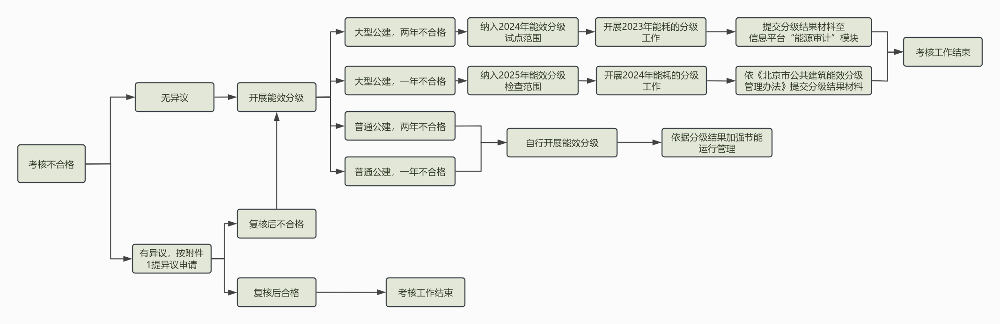 考核不合格
无异议
有异议，按附件
1提异议申请
开展能效分级
复核后不合格
复核后合格
考核工作结束
大型公建，两年不合格
纳入2024年能效分级
试点范围
开展2023年能耗的分级
工作
提交分级结果材料至
信息平台“能源审计”模块
大型公建，一年不合格
纳入2025年能效分级
检查范围
开展2024年能耗的分级
工作
依《北京市公共建筑能效分级
管理办法》提交分级结果材料
考核工作结束
普通公建，两年不合格
普通公建，一年不合格
自行开展能效分级
依据分级结果加强节能
运行管理